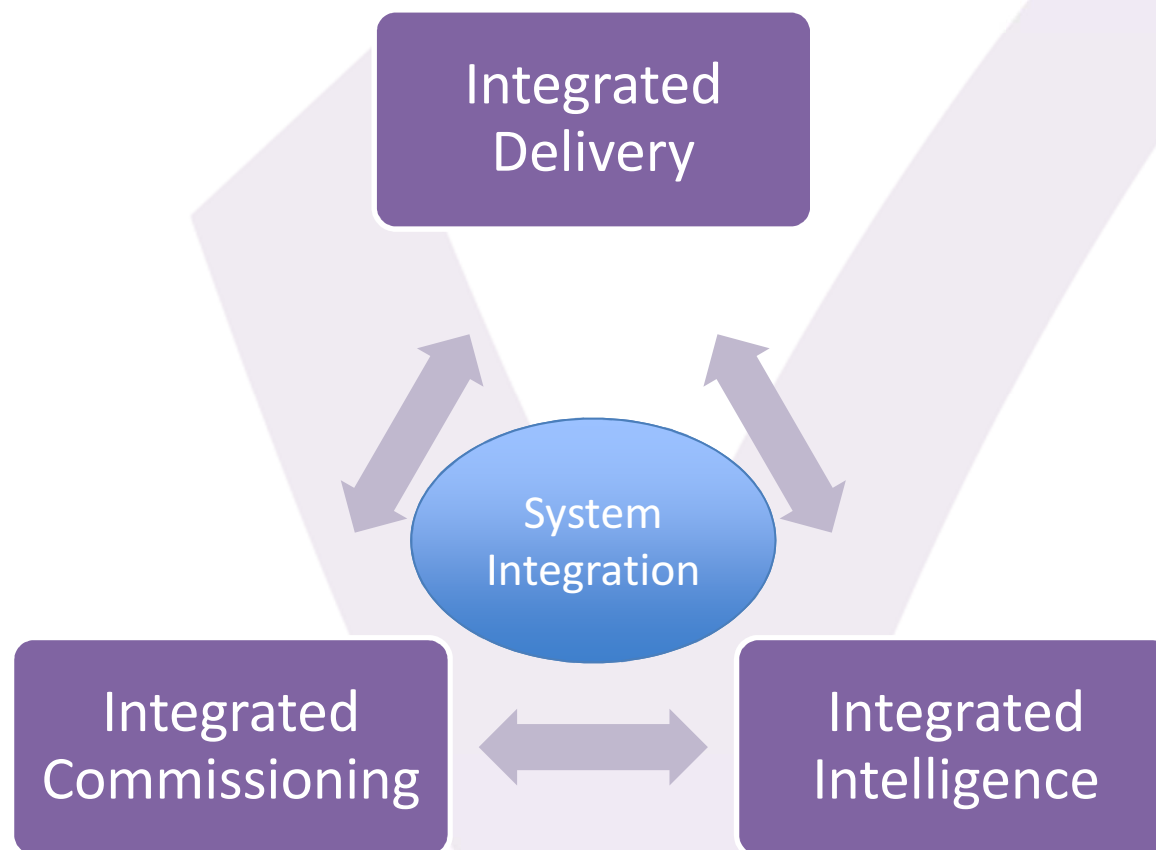 Integrated
Delivery
System
Integration
Integrated
Commissioning
Integrated
Intelligence